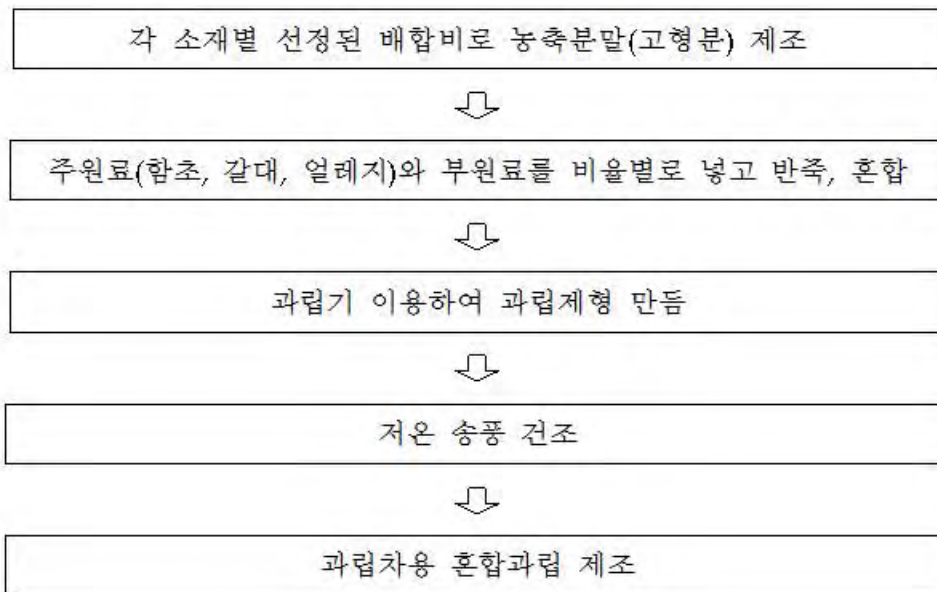 각 소재별 선정된 배합비로 농축분말(고형분) 제조
주원료(함초, 갈대, 얼레지)와 부원료를 비율별로 넣고 반죽, 혼합
과립기 이용하여 과립제형 만듬
저온 송풍 건조
과립차용 혼합과립 제조